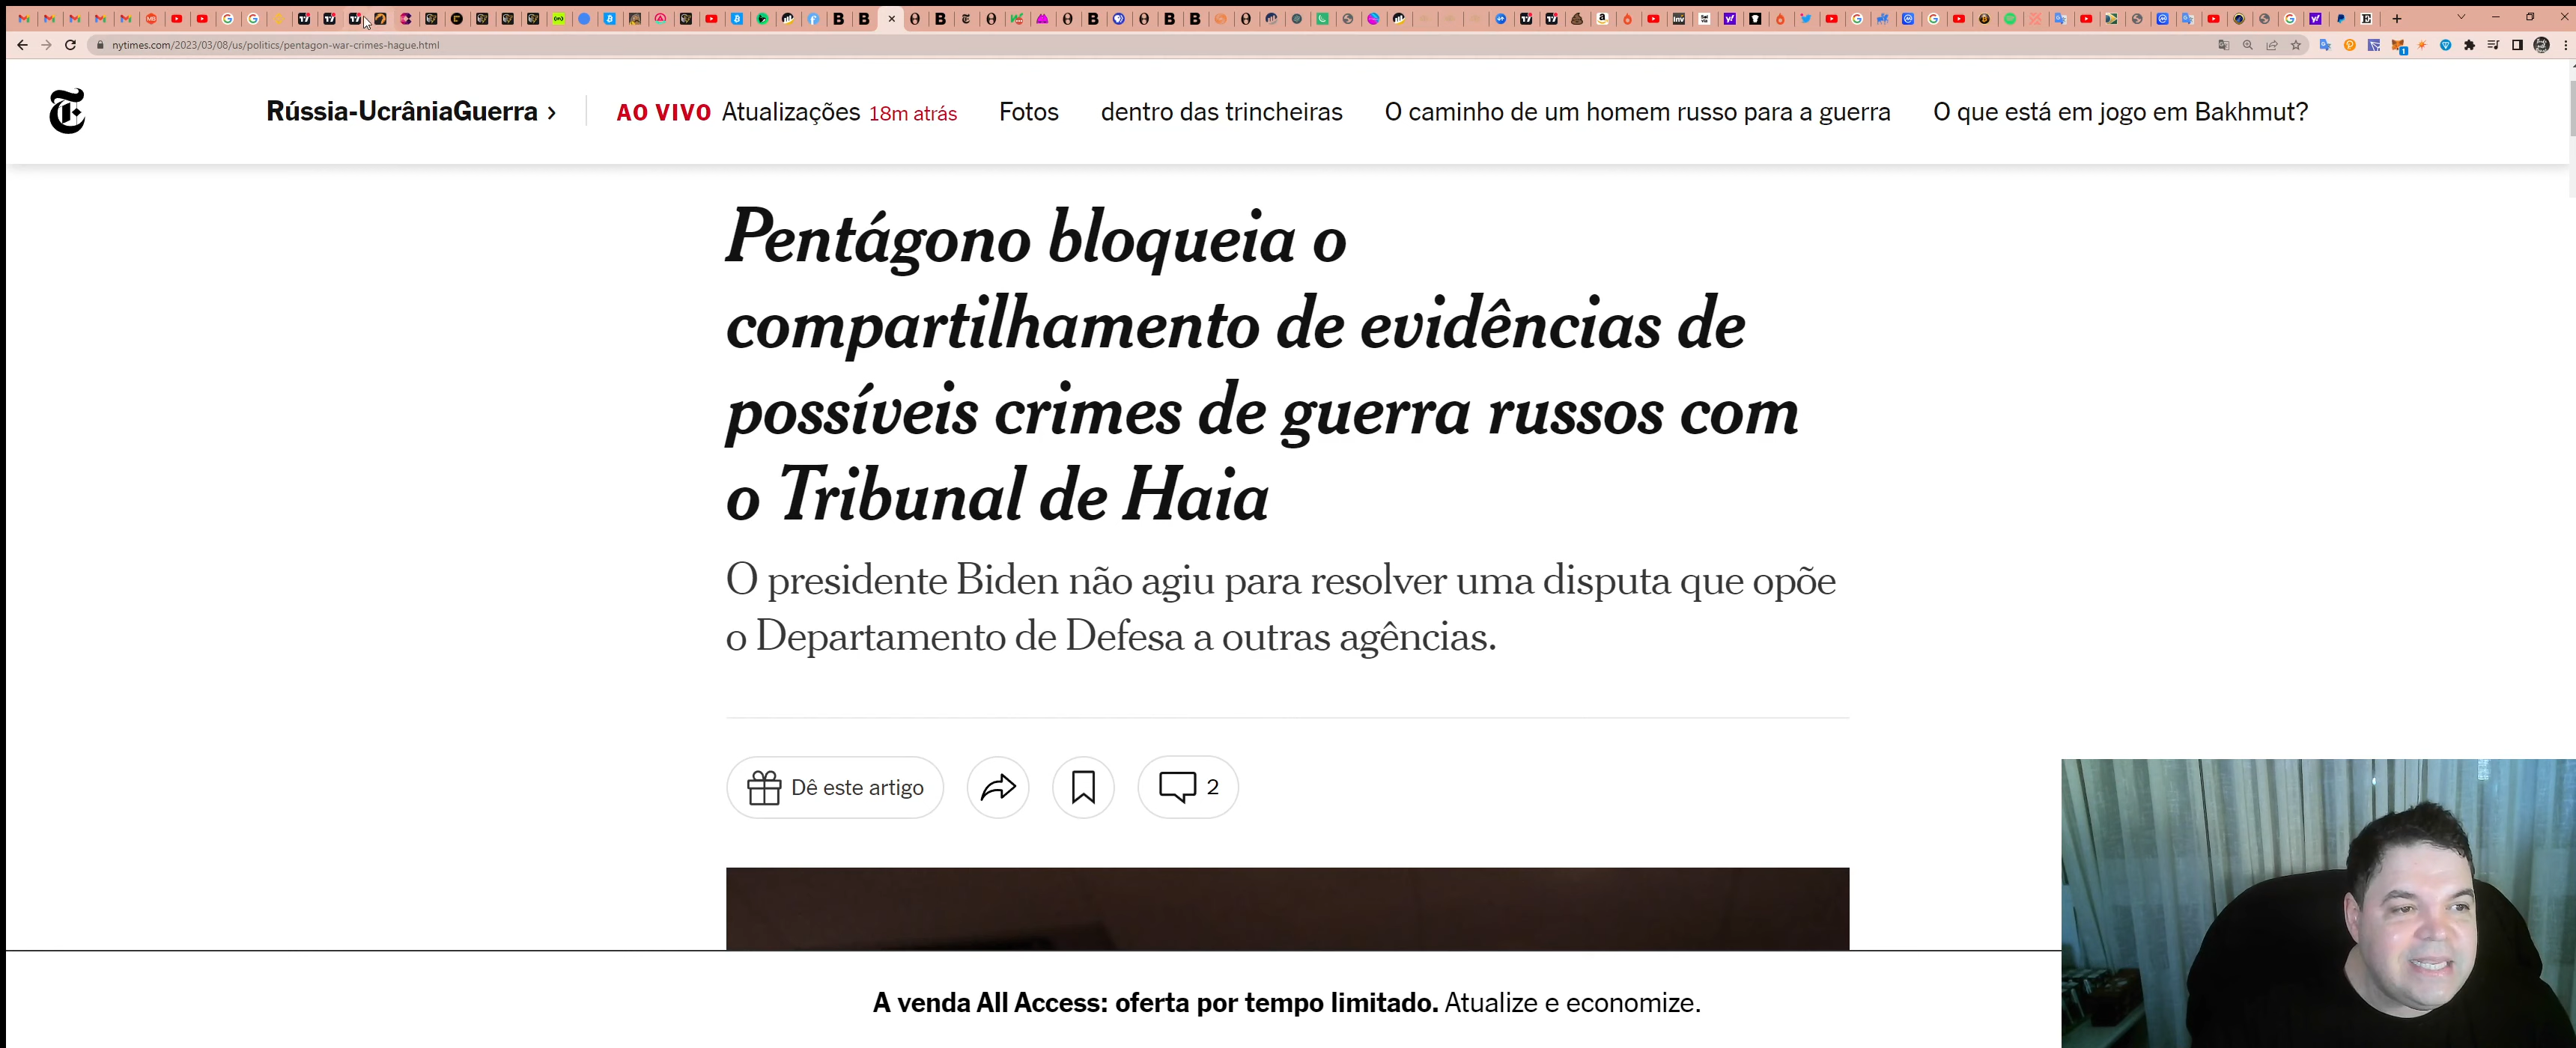 nytimes.com/2023/03/08/us/politics/pentagon-war-crimes-hague.html
Rússia-UcrâniaGuerra › AO VIVO Atualizações 18m atrás Fotos dentro das trincheiras O caminho de um homem russo para a guerra O que está em jogo em Bakhmut?
Pentágono bloqueia o
compartilhamento de evidências de
possíveis crimes de guerra russos com
o Tribunal de Haia
O presidente Biden não agiu para resolver uma disputa que opõe
o Departamento de Defesa a outras agências.
Dê este artigo 2
A venda All Access: oferta por tempo limitado. Atualize e economize.